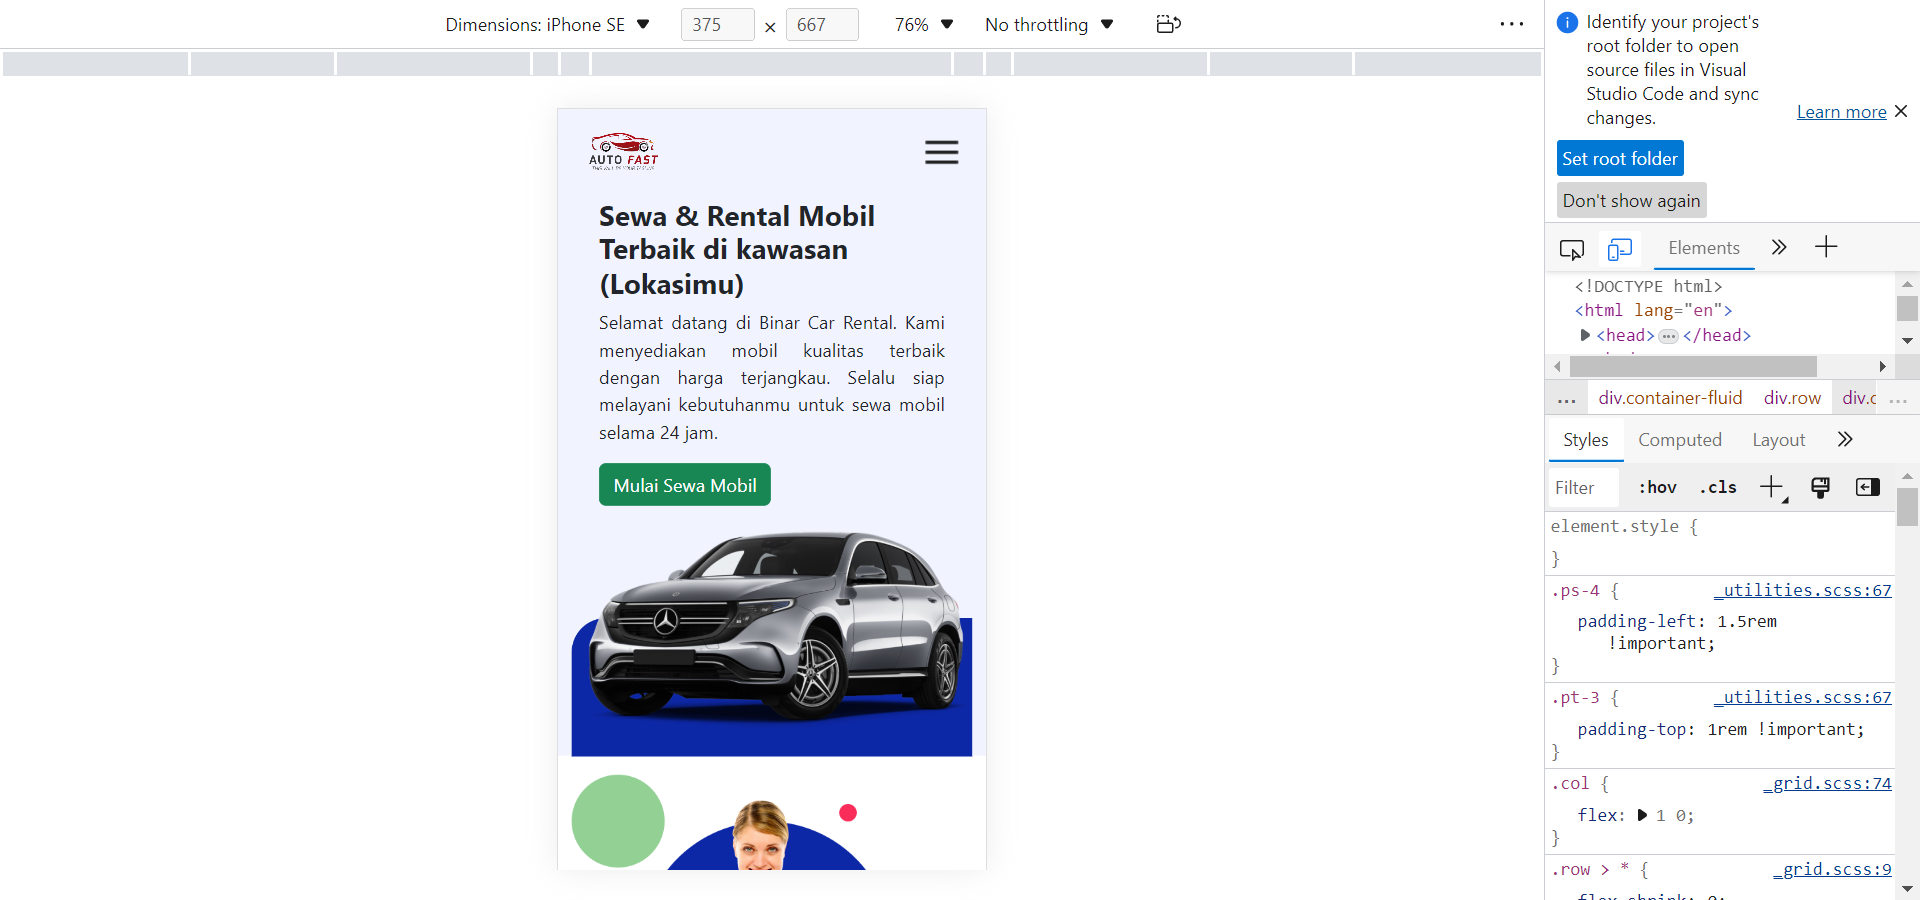 Dimensions: iPhone SE
375 × 667
76%
No throttling
AUTO FAST
Sewa & Rental Mobil
Terbaik di kawasan
(Lokasimu)
Selamat datang di Binar Car Rental. Kami
menyediakan mobil kualitas terbaik
dengan harga terjangkau. Selalu siap
melayani kebutuhanmu untuk sewa mobil
selama 24 jam.
Mulai Sewa Mobil
Identify your project's
root folder to open
source files in Visual
Studio Code and sync
changes.
Learn more
Set root folder
Don't show again
Elements
<!DOCTYPE html>
<html lang="en">
<head>…</head>
… div.container-fluid div.row div.c …
Styles Computed Layout
Filter :hov .cls
element.style {
}
.ps-4 { _utilities.scss:67
padding-left: 1.5rem
!important;
}
.pt-3 { _utilities.scss:67
padding-top: 1rem !important;
}
.col { _grid.scss:74
flex: 1 0;
}
.row > * { _grid.scss:9
flex-shrink: 0;